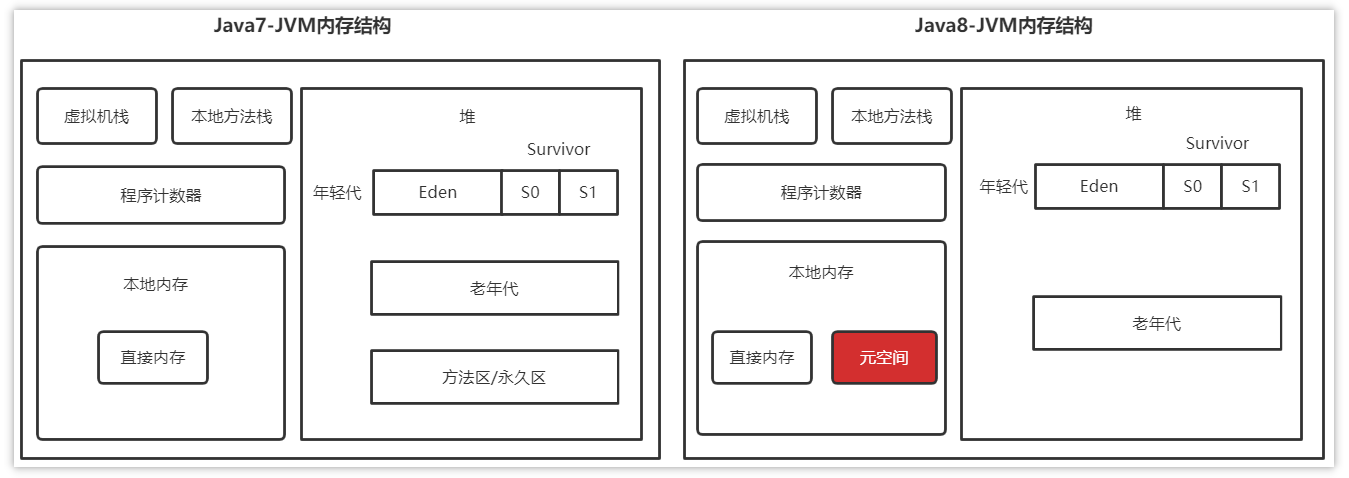 Java7-JVM内存结构
虚拟机栈
本地方法栈
程序计数器
本地内存
直接内存
堆
Survivor
年轻代
Eden
S0
S1
老年代
方法区/永久区
Java8-JVM内存结构
虚拟机栈
本地方法栈
程序计数器
本地内存
直接内存
元空间
堆
Survivor
年轻代
Eden
S0
S1
老年代